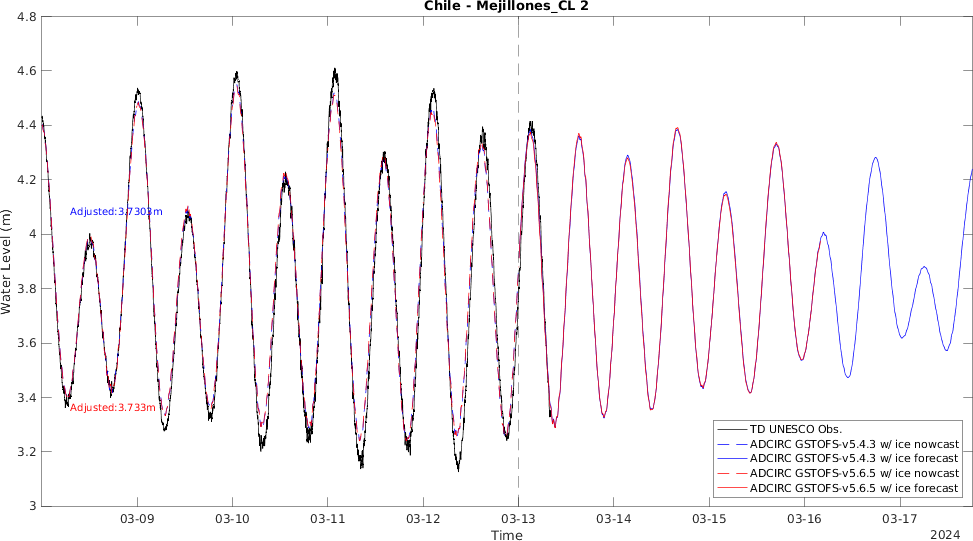 Chile - Mejillones_CL 2
4.8
4.6
4.4
4.2
4
3.8
3.6
3.4
3.2
3
Water Level (m)
Adjusted:3.7303m
Adjusted:3.733m
TD UNESCO Obs.
ADCIRC GSTOFS-v5.4.3 w/ ice nowcast
ADCIRC GSTOFS-v5.4.3 w/ ice forecast
ADCIRC GSTOFS-v5.6.5 w/ ice nowcast
ADCIRC GSTOFS-v5.6.5 w/ ice forecast
03-09 03-10 03-11 03-12 03-13 03-14 03-15 03-16 03-17
Time
2024